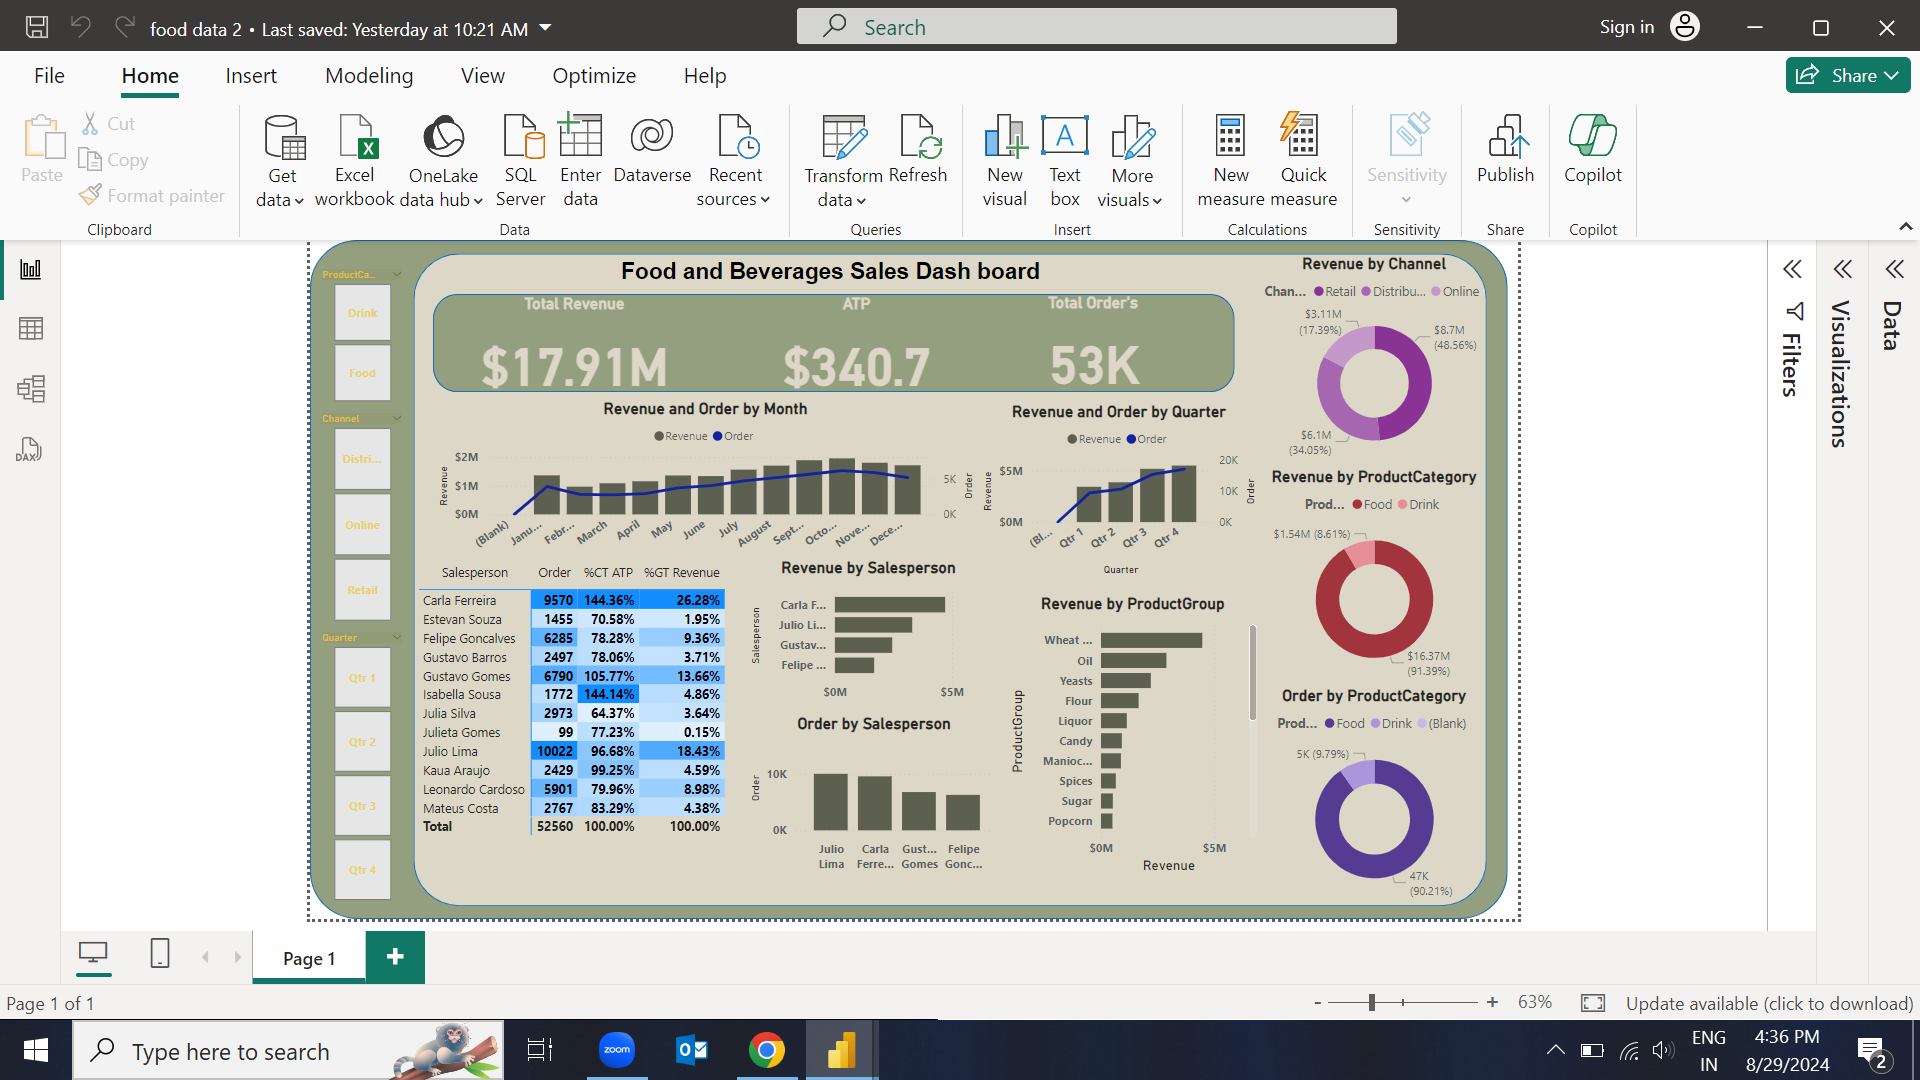 food data 2 • Last saved: Yesterday at 10:21 AM
Search
Sign in
File Home Insert Modeling View Optimize Help
Share
Paste
Cut
Copy
Format painter
Clipboard
Get data
Excel workbook
OneLake data hub
SQL Server
Enter data
Dataverse
Recent sources
Data
Transform data
Refresh
Queries
New visual
Text box
More visuals
Insert
New measure
Quick measure
Calculations
Sensitivity
Sensitivity
Publish
Share
Copilot
Copilot
ProductCa...
Drink
Food
Channel
Distri...
Online
Retail
Quarter
Qtr 1
Qtr 2
Qtr 3
Qtr 4
Food and Beverages Sales Dash board
Total Revenue
$17.91M
ATP
$340.7
Total Order's
53K
Revenue and Order by Month
Revenue Order
Revenue
$2M
$1M
$0M
5K
0K
Order
(Blank) Janu... Febr... March April May June July August Sept... Octo... Nove... Dece...
Revenue and Order by Quarter
Revenue Order
Revenue
$5M
$0M
20K
10K
0K
Order
(Bl... Qtr 1 Qtr 2 Qtr 3 Qtr 4
Quarter
Salesperson Order %CT ATP %GT Revenue
Carla Ferreira 9570 144.36% 26.28%
Estevan Souza 1455 70.58% 1.95%
Felipe Goncalves 6285 78.28% 9.36%
Gustavo Barros 2497 78.06% 3.71%
Gustavo Gomes 6790 105.77% 13.66%
Isabella Sousa 1772 144.14% 4.86%
Julia Silva 2973 64.37% 3.64%
Julieta Gomes 99 77.23% 0.15%
Julio Lima 10022 96.68% 18.43%
Kaua Araujo 2429 99.25% 4.59%
Leonardo Cardoso 5901 79.96% 8.98%
Mateus Costa 2767 83.29% 4.38%
Total 52560 100.00% 100.00%
Revenue by Salesperson
Salesperson
Carla F...
Julio Li...
Gustav...
Felipe ...
$0M $5M
Order by Salesperson
Order
10K
0K
Julio Lima
Carla Ferre...
Gust... Gomes
Felipe Gonc...
Revenue by ProductGroup
ProductGroup
Wheat ...
Oil
Yeasts
Flour
Liquor
Candy
Manioc...
Spices
Sugar
Popcorn
$0M $5M
Revenue
Revenue by Channel
Chan... Retail Distribu... Online
$3.11M (17.39%)
$8.7M (48.56%)
$6.1M (34.05%)
Revenue by ProductCategory
Prod... Food Drink
$1.54M (8.61%)
$16.37M (91.39%)
Order by ProductCategory
Prod... Food Drink (Blank)
5K (9.79%)
47K (90.21%)
Filters
Visualizations
Data
DAX
Page 1
Page 1 of 1
63%
Update available (click to download)
Type here to search
zoom
ENG
IN
4:36 PM
8/29/2024
2